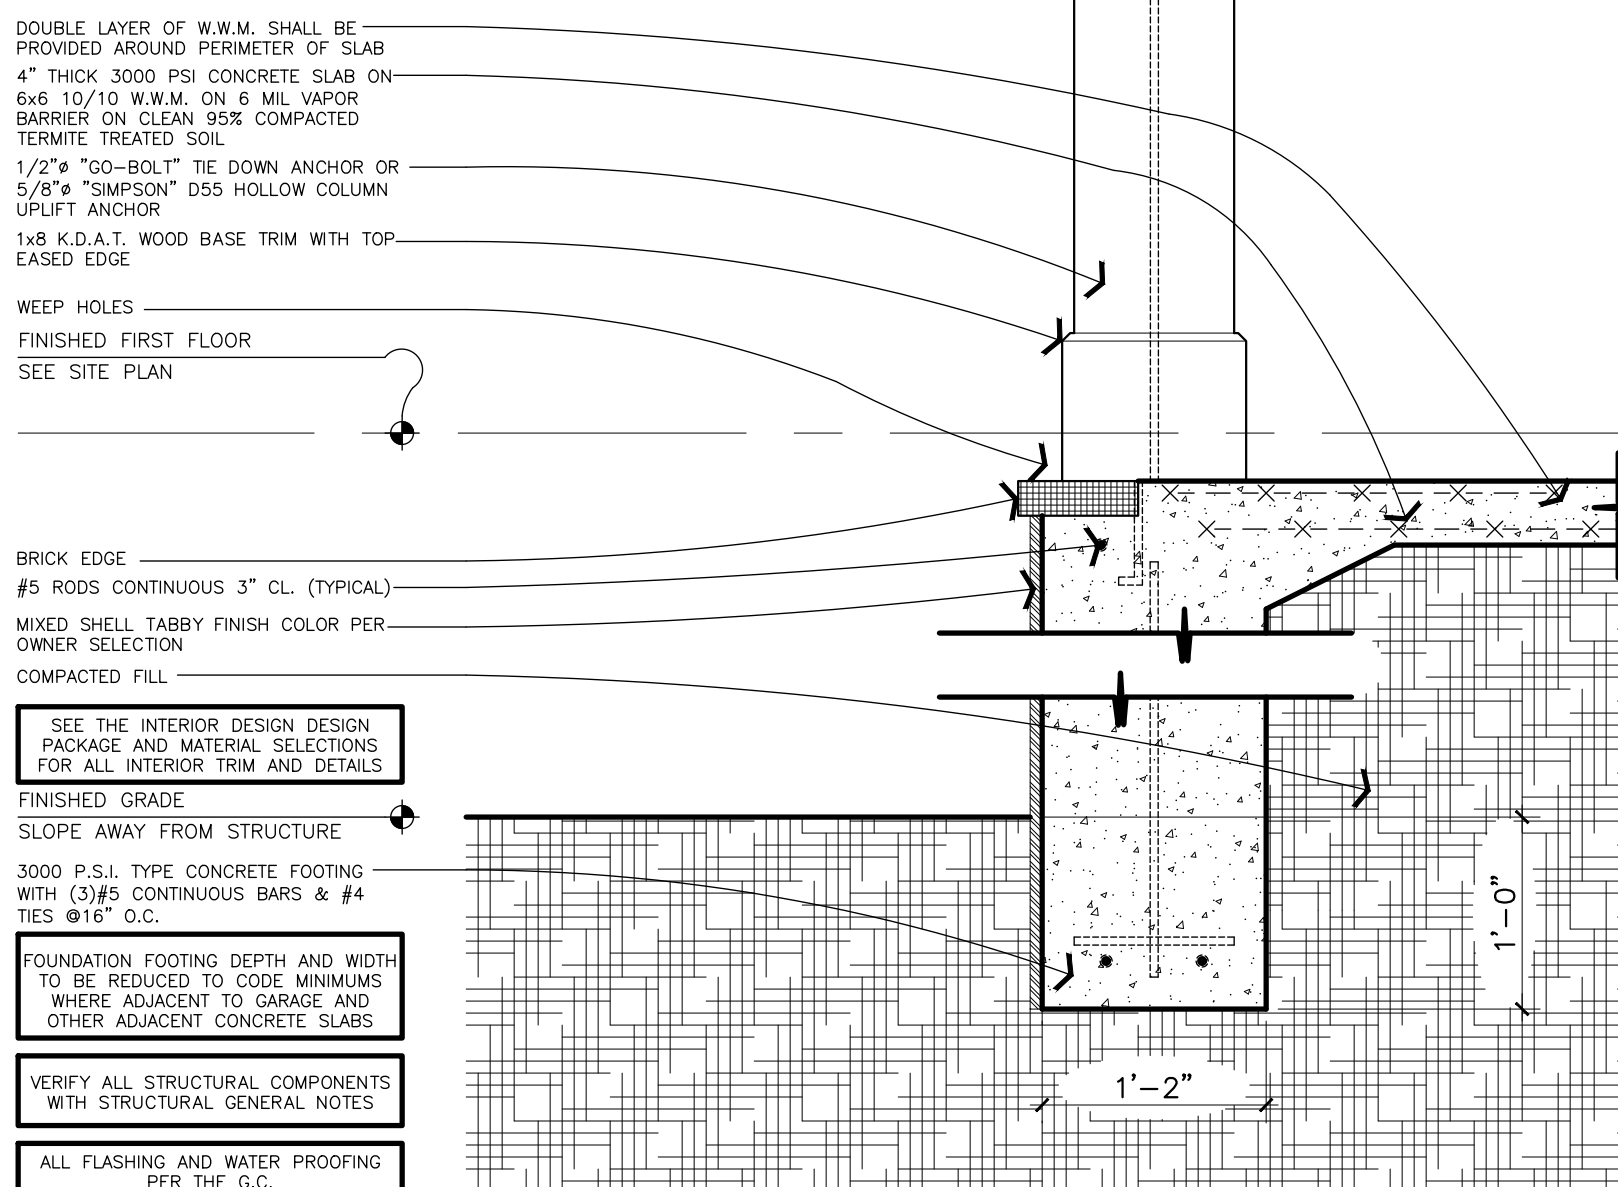 DOUBLE LAYER OF W.W.M. SHALL BE
PROVIDED AROUND PERIMETER OF SLAB
4" THICK 3000 PSI CONCRETE SLAB ON
6x6 10/10 W.W.M. ON 6 MIL VAPOR
BARRIER ON CLEAN 95% COMPACTED
TERMITE TREATED SOIL
1/2"ø "GO-BOLT" TIE DOWN ANCHOR OR
5/8"ø "SIMPSON" D55 HOLLOW COLUMN
UPLIFT ANCHOR
1x8 K.D.A.T. WOOD BASE TRIM WITH TOP
EASED EDGE
WEEP HOLES
FINISHED FIRST FLOOR
SEE SITE PLAN
BRICK EDGE
#5 RODS CONTINUOUS 3" CL. (TYPICAL)
MIXED SHELL TABBY FINISH COLOR PER
OWNER SELECTION
COMPACTED FILL
SEE THE INTERIOR DESIGN DESIGN
PACKAGE AND MATERIAL SELECTIONS
FOR ALL INTERIOR TRIM AND DETAILS
FINISHED GRADE
SLOPE AWAY FROM STRUCTURE
3000 P.S.I. TYPE CONCRETE FOOTING
WITH (3)#5 CONTINUOUS BARS & #4
TIES @16" O.C.
FOUNDATION FOOTING DEPTH AND WIDTH
TO BE REDUCED TO CODE MINIMUMS
WHERE ADJACENT TO GARAGE AND
OTHER ADJACENT CONCRETE SLABS
VERIFY ALL STRUCTURAL COMPONENTS
WITH STRUCTURAL GENERAL NOTES
ALL FLASHING AND WATER PROOFING
PER THE G.C.
1'-0"
1'-2"